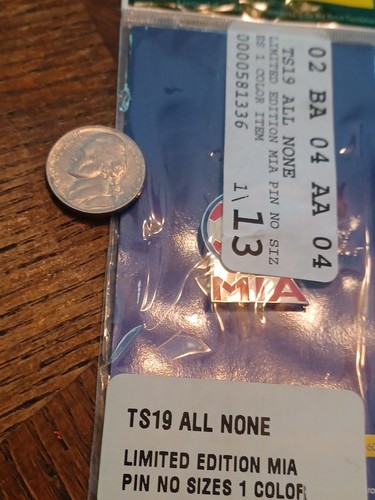 02 BA 04 AA 04
TS19 ALL NONE
LIMITED EDITION MIA PIN NO SIZ
ES 1 COLOR ITEM
0000581336
1\13
MIA
TS19 ALL NONE
LIMITED EDITION MIA
PIN NO SIZES 1 COLOR